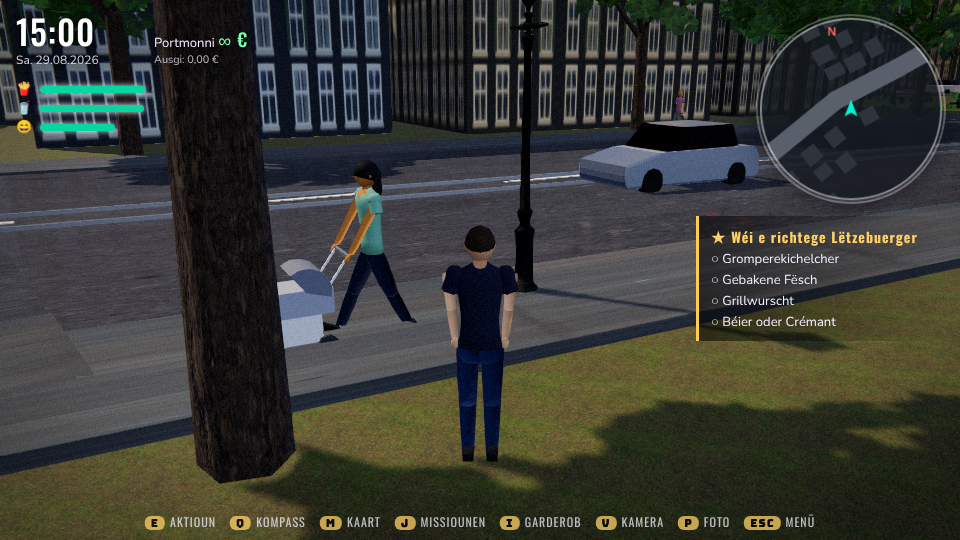 15:00
Sa. 29.08.2026
Portmonni ∞ €
Ausgi: 0,00 €
N
★ Wéi e richtege Lëtzebuerger
○ Gromperekichelcher
○ Gebakene Fësch
○ Grillwurscht
○ Béier oder Crémant
E AKTIOUN Q KOMPASS M KAART J MISSIOUNEN I GARDEROB V KAMERA P FOTO ESC MENÜ